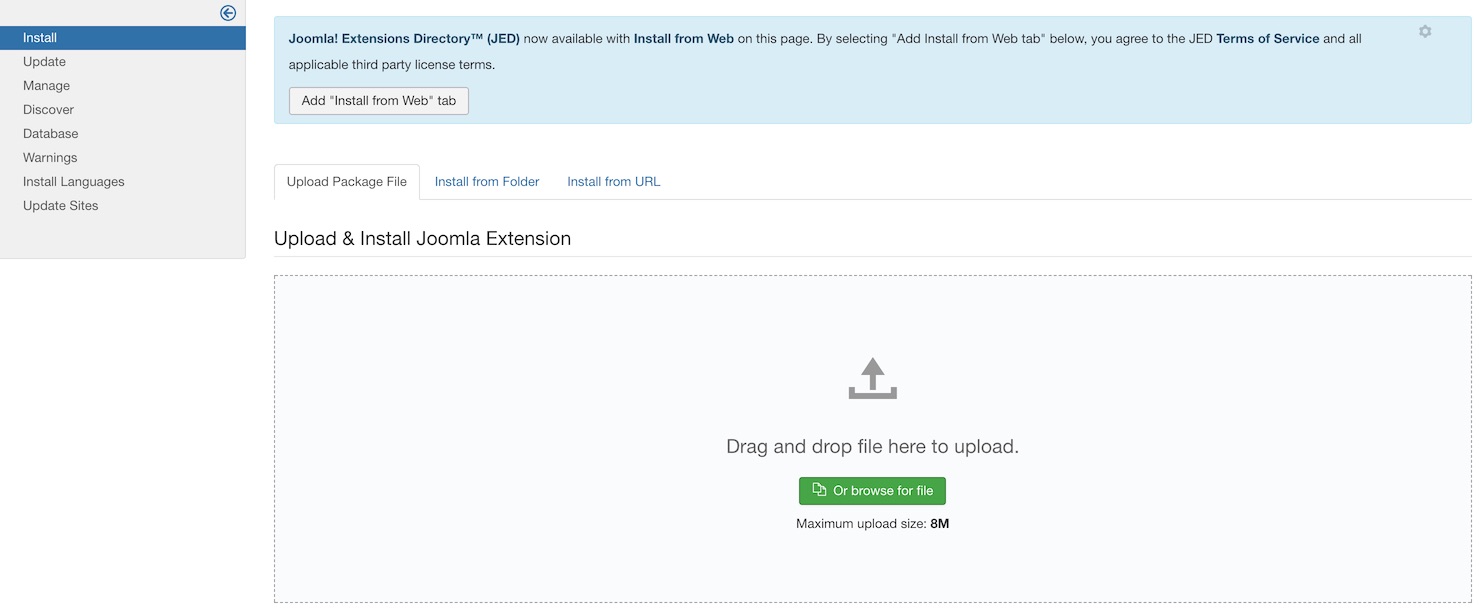 Install
Update
Manage
Discover
Database
Warnings
Install Languages
Update Sites
Joomla! Extensions Directory™ (JED) now available with Install from Web on this page. By selecting "Add Install from Web tab" below, you agree to the JED Terms of Service and all
applicable third party license terms.
Add "Install from Web" tab
Upload Package File Install from Folder Install from URL
Upload & Install Joomla Extension
Drag and drop file here to upload.
Or browse for file
Maximum upload size: 8M